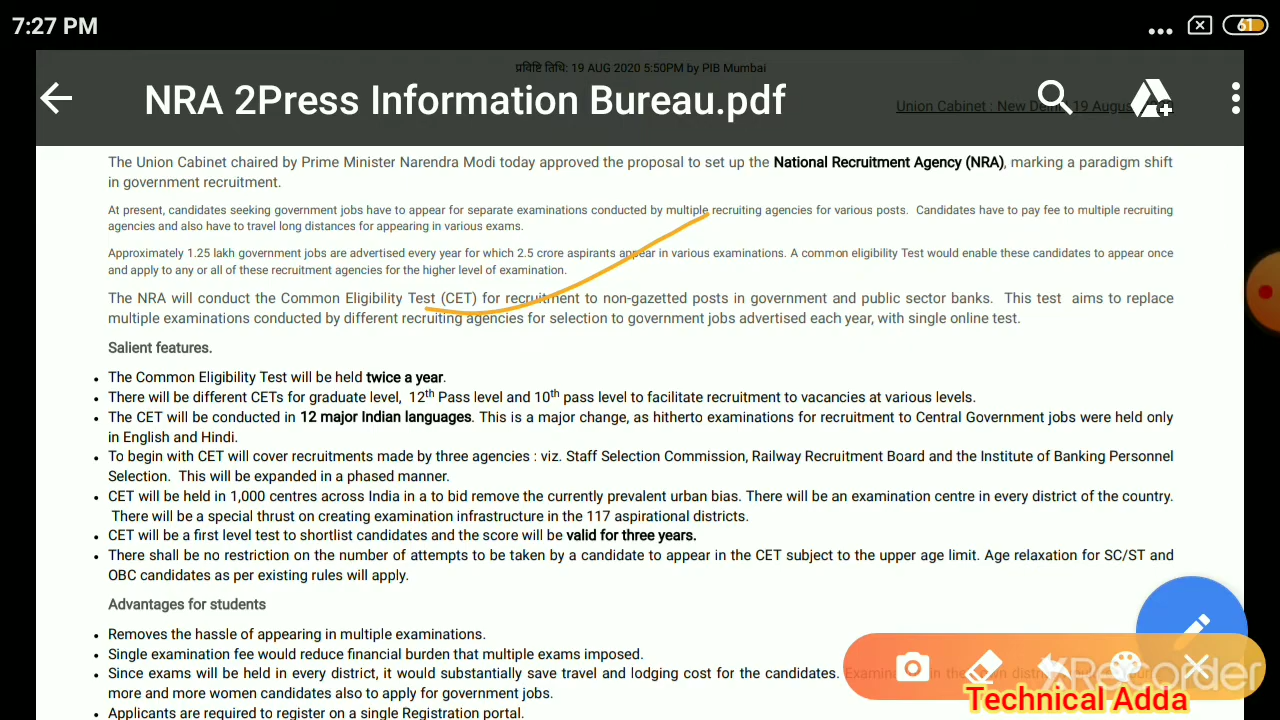 7:27 PM
61
प्रविष्टि तिथि: 19 AUG 2020 5:50PM by PIB Mumbai
NRA 2Press Information Bureau.pdf
Union Cabinet : New Delhi, 19 August
The Union Cabinet chaired by Prime Minister Narendra Modi today approved the proposal to set up the National Recruitment Agency (NRA), marking a paradigm shift
in government recruitment.
At present, candidates seeking government jobs have to appear for separate examinations conducted by multiple recruiting agencies for various posts. Candidates have to pay fee to multiple recruiting
agencies and also have to travel long distances for appearing in various exams.
Approximately 1.25 lakh government jobs are advertised every year for which 2.5 crore aspirants appear in various examinations. A common eligibility Test would enable these candidates to appear once
and apply to any or all of these recruitment agencies for the higher level of examination.
The NRA will conduct the Common Eligibility Test (CET) for recruitment to non-gazetted posts in government and public sector banks. This test aims to replace
multiple examinations conducted by different recruiting agencies for selection to government jobs advertised each year, with single online test.
Salient features.
• The Common Eligibility Test will be held twice a year.
• There will be different CETs for graduate level, 12th Pass level and 10th pass level to facilitate recruitment to vacancies at various levels.
• The CET will be conducted in 12 major Indian languages. This is a major change, as hitherto examinations for recruitment to Central Government jobs were held only
in English and Hindi.
• To begin with CET will cover recruitments made by three agencies : viz. Staff Selection Commission, Railway Recruitment Board and the Institute of Banking Personnel
Selection. This will be expanded in a phased manner.
• CET will be held in 1,000 centres across India in a to bid remove the currently prevalent urban bias. There will be an examination centre in every district of the country.
There will be a special thrust on creating examination infrastructure in the 117 aspirational districts.
• CET will be a first level test to shortlist candidates and the score will be valid for three years.
• There shall be no restriction on the number of attempts to be taken by a candidate to appear in the CET subject to the upper age limit. Age relaxation for SC/ST and
OBC candidates as per existing rules will apply.
Advantages for students
• Removes the hassle of appearing in multiple examinations.
• Single examination fee would reduce financial burden that multiple exams imposed.
• Since exams will be held in every district, it would substantially save travel and lodging cost for the candidates.
more and more women candidates also to apply for government jobs.
• Applicants are required to register on a single Registration portal.
Recorder
Technical Adda